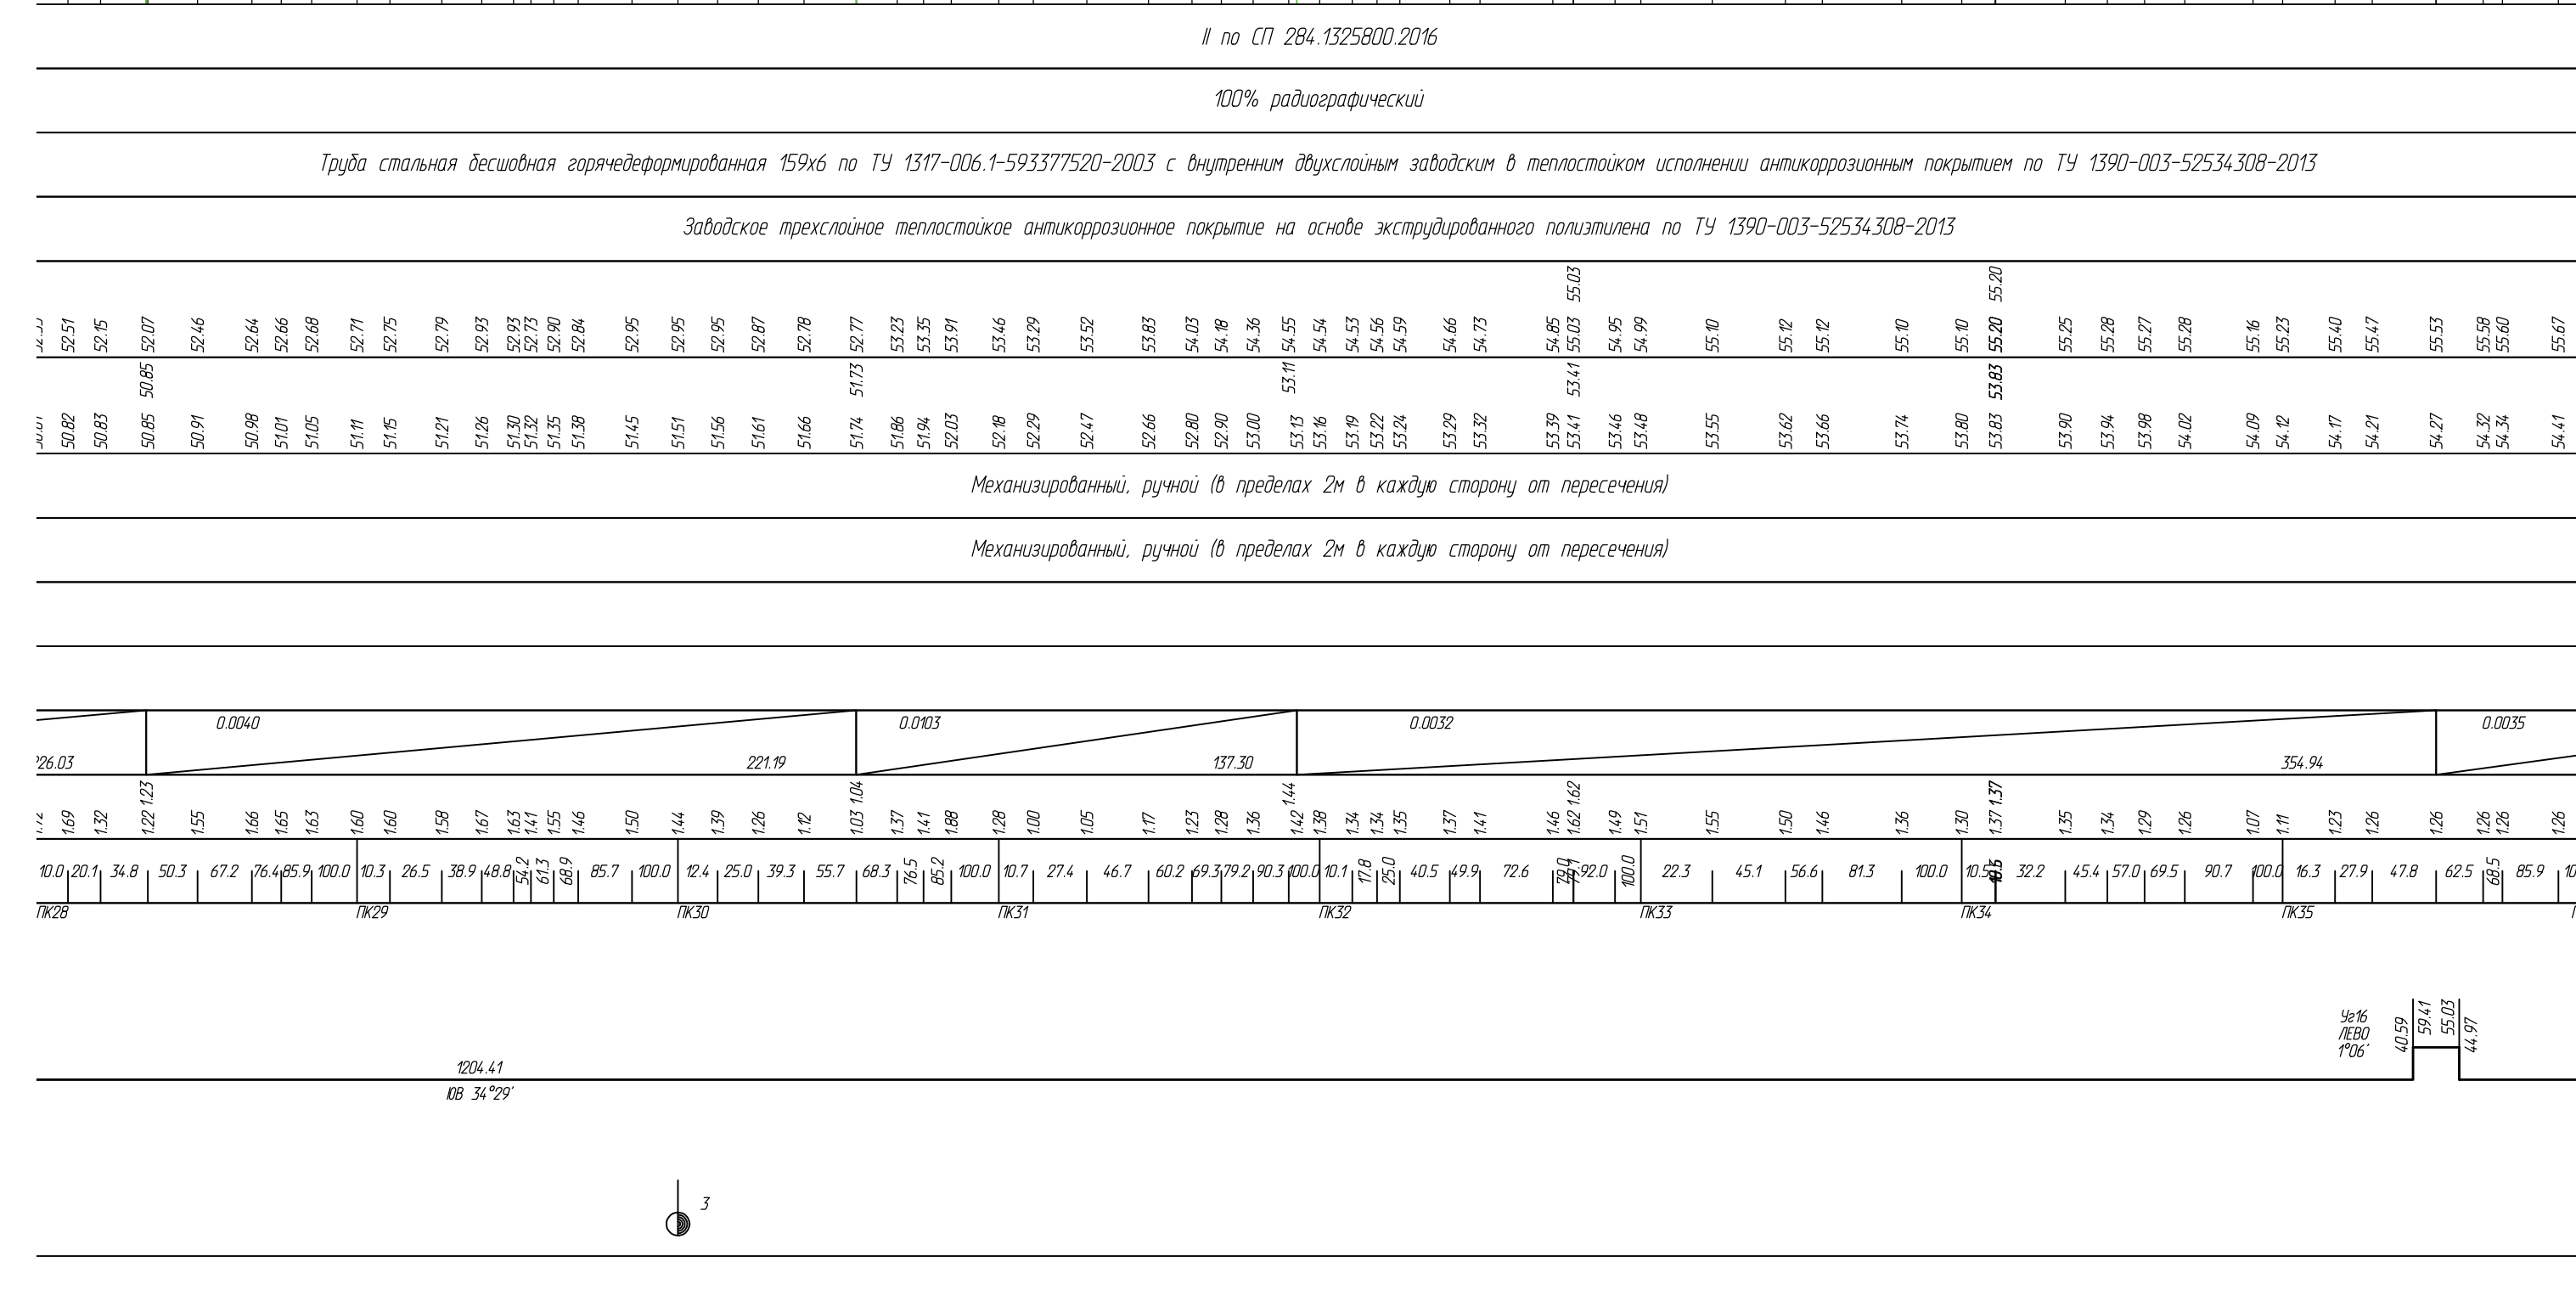 II по СП 284.1325800.2016
100% радиографический
Труба стальная бесшовная горячедеформированная 159х6 по ТУ 1317-006.1-593377520-2003 с внутренним двухслойным заводским в теплостойком исполнении антикоррозионным покрытием по ТУ 1390-003-52534308-2013
Заводское трехслойное теплостойкое антикоррозионное покрытие на основе экструдированного полиэтилена по ТУ 1390-003-52534308-2013
55.03 55.20
52.51 52.15 52.07 52.46 52.64 52.66 52.68 52.71 52.75 52.79 52.93 52.93 52.73 52.90 52.84 52.95 52.95 52.95 52.87 52.78 52.77 53.23 53.35 53.91 53.46 53.29 53.52 53.83 54.03 54.18 54.36 54.55 54.54 54.53 54.56 54.59 54.66 54.73 54.85 55.03 54.95 54.99 55.10 55.12 55.12 55.10 55.10 55.20 55.25 55.28 55.27 55.28 55.16 55.23 55.40 55.47 55.53 55.58 55.60 55.67
50.85 51.73 53.11 53.41 53.83
50.82 50.83 50.85 50.91 50.98 51.01 51.05 51.11 51.15 51.21 51.26 51.30 51.32 51.35 51.38 51.45 51.51 51.56 51.61 51.66 51.74 51.86 51.94 52.03 52.18 52.29 52.47 52.66 52.80 52.90 53.00 53.13 53.16 53.19 53.22 53.24 53.29 53.32 53.39 53.41 53.46 53.48 53.55 53.62 53.66 53.74 53.80 53.83 53.90 53.94 53.98 54.02 54.09 54.12 54.17 54.21 54.27 54.32 54.34 54.41
Механизированный, ручной (в пределах 2м в каждую сторону от пересечения)
Механизированный, ручной (в пределах 2м в каждую сторону от пересечения)
0.0040 0.0103 0.0032 0.0035
26.03 221.19 137.30 354.94
1.23 1.04 1.44 1.62 1.37
1.69 1.32 1.22 1.55 1.66 1.65 1.63 1.60 1.60 1.58 1.67 1.63 1.41 1.55 1.46 1.50 1.44 1.39 1.26 1.12 1.03 1.37 1.41 1.88 1.28 1.00 1.05 1.17 1.23 1.28 1.36 1.42 1.38 1.34 1.34 1.35 1.37 1.41 1.46 1.62 1.49 1.51 1.55 1.50 1.46 1.36 1.30 1.37 1.35 1.34 1.29 1.26 1.07 1.11 1.23 1.26 1.26 1.26 1.26 1.26
10.0 20.1 34.8 50.3 67.2 76.4 85.9 100.0 10.3 26.5 38.9 48.8 54.2 61.3 68.9 85.7 100.0 12.4 25.0 39.3 55.7 68.3 76.5 85.2 100.0 10.7 27.4 46.7 60.2 69.3 79.2 90.3 100.0 10.1 17.8 25.0 40.5 49.9 72.6 79.0 92.0 100.0 22.3 45.1 56.6 81.3 100.0 10.5 32.2 45.4 57.0 69.5 90.7 100.0 16.3 27.9 47.8 62.5 68.5 85.9
ПК28 ПК29 ПК30 ПК31 ПК32 ПК33 ПК34 ПК35
Уг16
ЛЕВО
1°06'
40.59 59.41 55.03 44.97
1204.41
ЮВ 34°29'
3